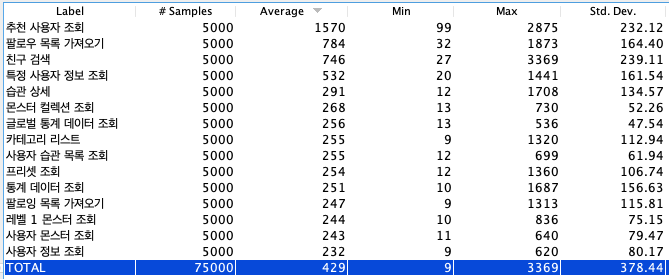 Label # Samples Average Min Max Std. Dev.
추천 사용자 조회 5000 1570 99 2875 232.12
팔로우 목록 가져오기 5000 784 32 1873 164.40
친구 검색 5000 746 27 3369 239.11
특정 사용자 정보 조회 5000 532 20 1441 161.54
습관 상세 5000 291 12 1708 134.57
몬스터 컬렉션 조회 5000 268 13 730 52.26
글로벌 통계 데이터 조회 5000 256 13 536 47.54
카테고리 리스트 5000 255 9 1320 112.94
사용자 습관 목록 조회 5000 255 12 699 61.94
프리셋 조회 5000 254 12 1360 106.74
통계 데이터 조회 5000 251 10 1687 156.63
팔로잉 목록 가져오기 5000 247 9 1313 115.81
레벨 1 몬스터 조회 5000 244 10 836 75.15
사용자 몬스터 조회 5000 243 11 640 79.47
사용자 정보 조회 5000 232 9 620 80.17
TOTAL 75000 429 9 3369 378.44